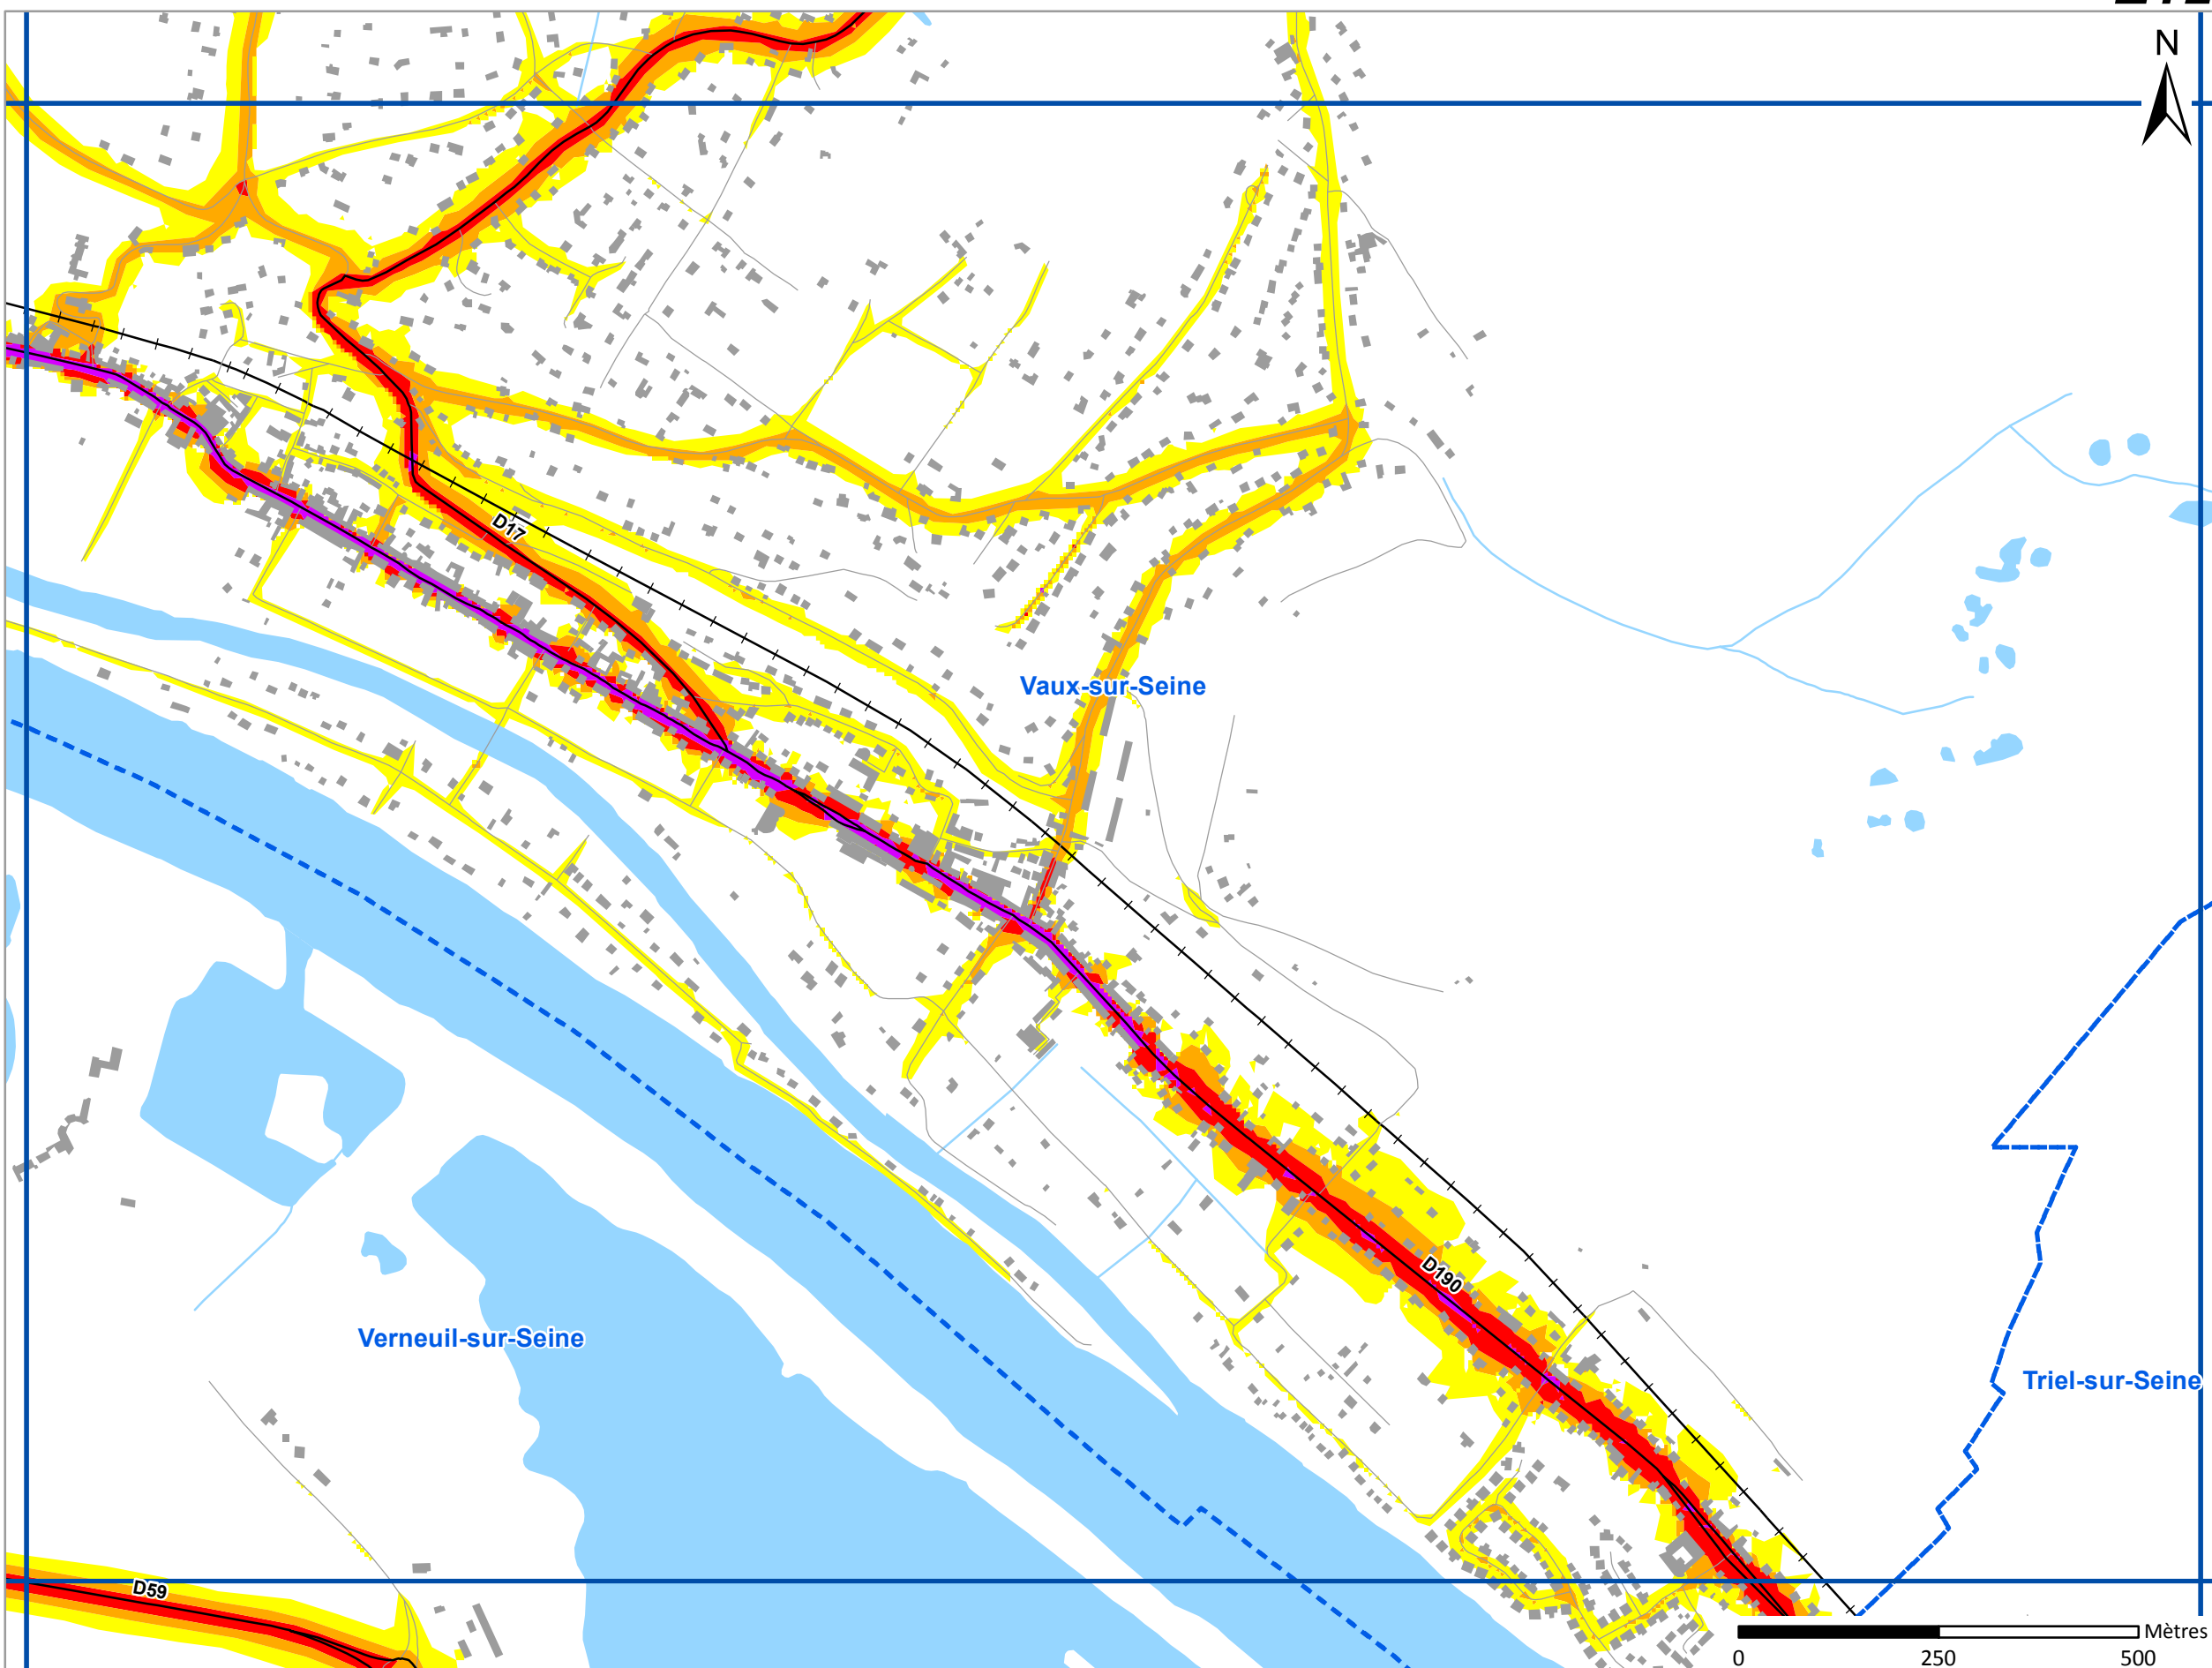 N
D17
Vaux-sur-Seine
D190
Verneuil-sur-Seine
Triel-sur-Seine
D59
Mètres
0 250 500